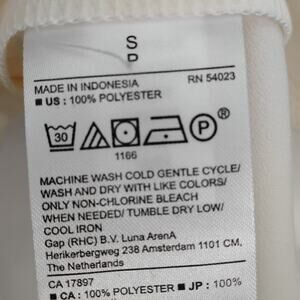 S
P
MADE IN INDONESIA RN 54023
■ US : 100% POLYESTER
30 P ®
1166
MACHINE WASH COLD GENTLE CYCLE/
WASH AND DRY WITH LIKE COLORS/
ONLY NON-CHLORINE BLEACH
WHEN NEEDED/ TUMBLE DRY LOW/
COOL IRON
Gap (RHC) B.V. Luna ArenA
Herikerbergweg 238 Amsterdam 1101 CM,
The Netherlands
CA 17897
■ CA : 100% POLYESTER ■ JP : 100%